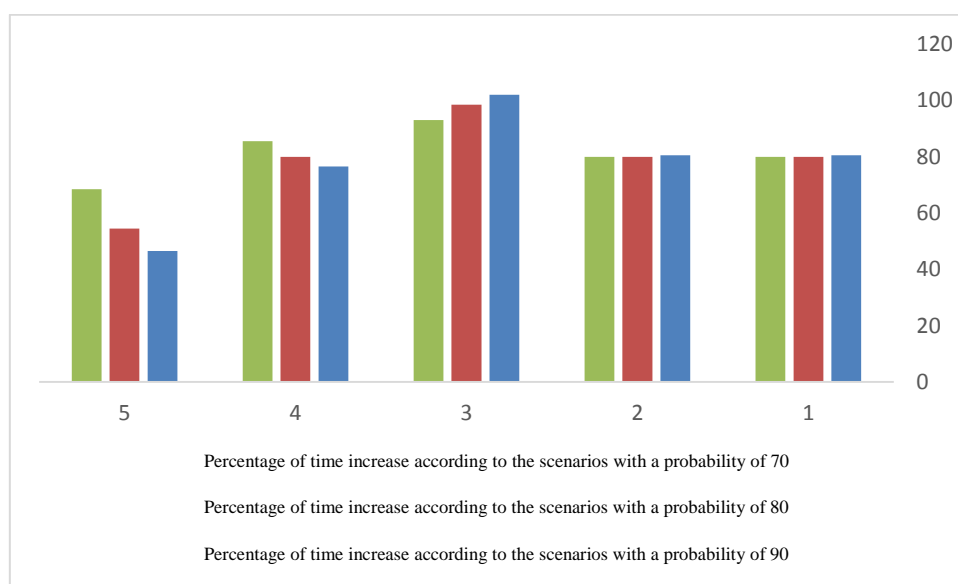 120
100
80
60
40
20
0
5 4 3 2 1
Percentage of time increase according to the scenarios with a probability of 70
Percentage of time increase according to the scenarios with a probability of 80
Percentage of time increase according to the scenarios with a probability of 90